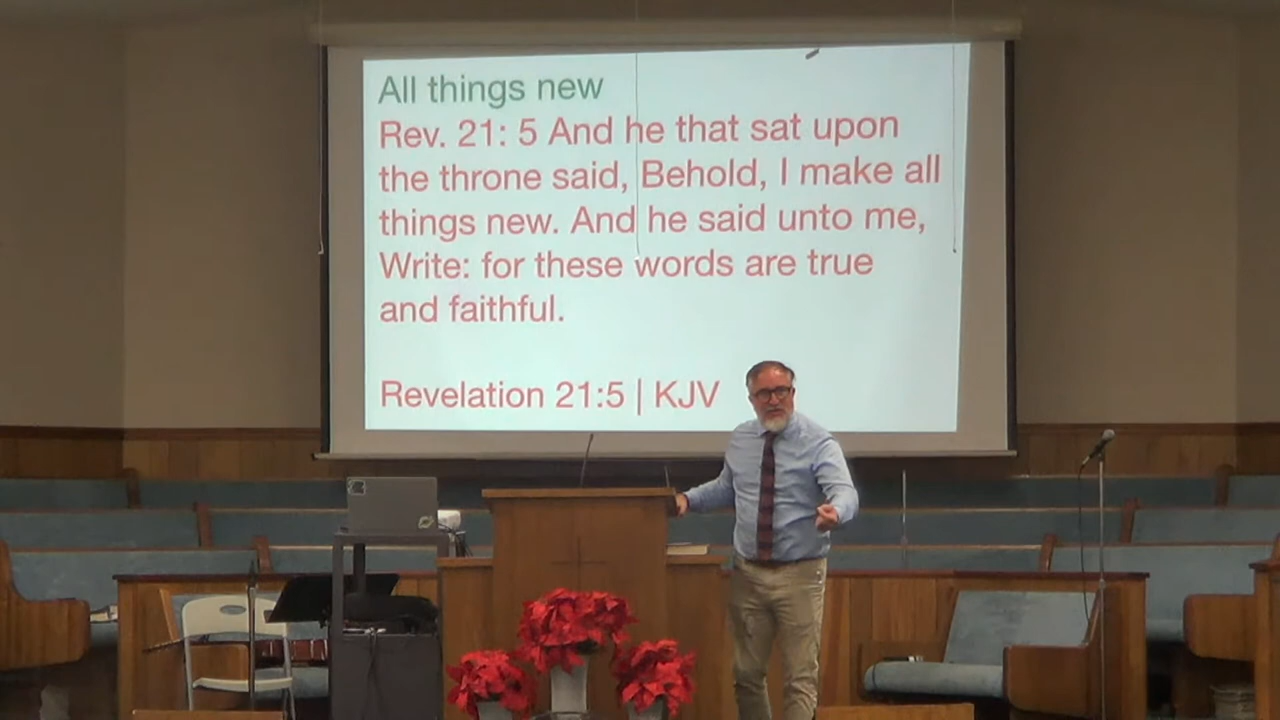 All things new
Rev. 21: 5 And he that sat upon
the throne said, Behold, I make all
things new. And he said unto me,
Write: for these words are true
and faithful.
Revelation 21:5 | KJV